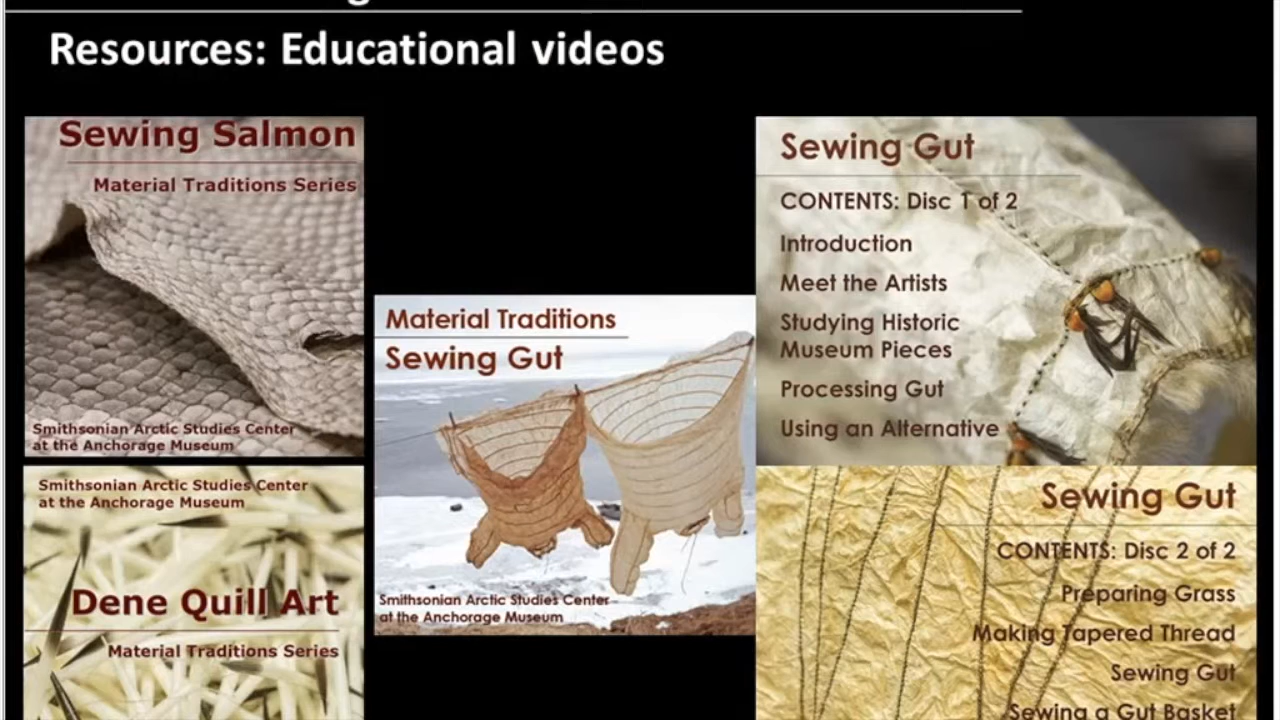 Resources: Educational videos
Sewing Salmon
Material Traditions Series
Smithsonian Arctic Studies Center
at the Anchorage Museum
Smithsonian Arctic Studies Center
at the Anchorage Museum
Dene Quill Art
Material Traditions Series
Material Traditions
Sewing Gut
Smithsonian Arctic Studies Center
at the Anchorage Museum
Sewing Gut
CONTENTS: Disc 1 of 2
Introduction
Meet the Artists
Studying Historic
Museum Pieces
Processing Gut
Using an Alternative
Sewing Gut
CONTENTS: Disc 2 of 2
Preparing Grass
Making Tapered Thread
Sewing Gut
Sewing a Gut Basket